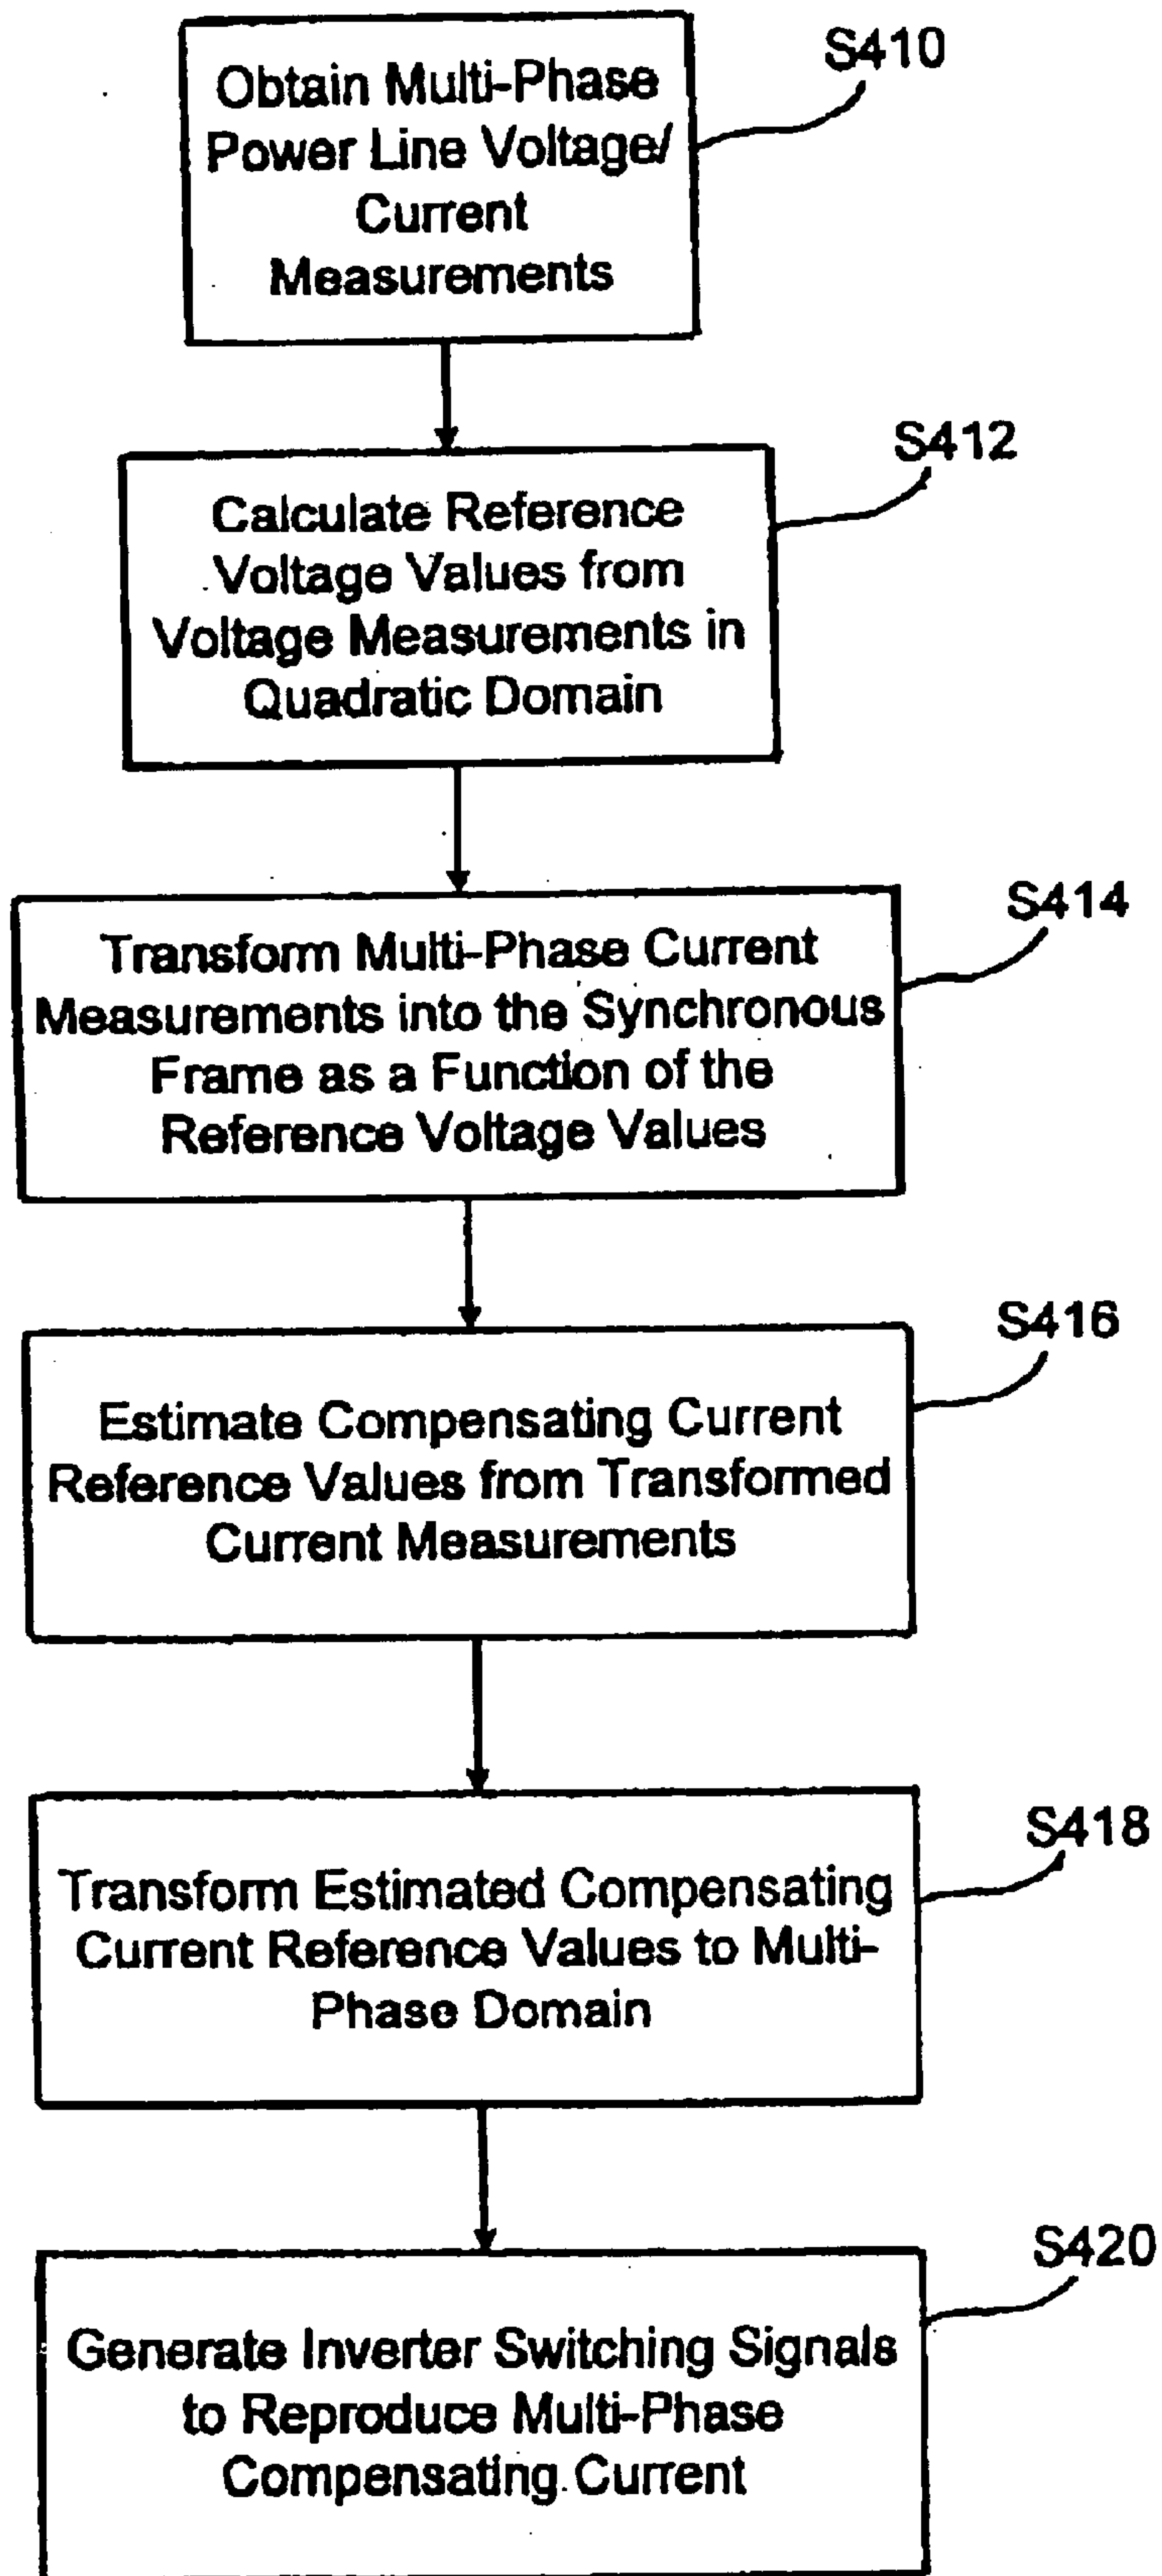 S410
Obtain Multi-Phase
Power Line Voltage/
Current
Measurements
S412
Calculate Reference
Voltage Values from
Voltage Measurements in
Quadratic Domain
S414
Transform Multi-Phase Current
Measurements into the Synchronous
Frame as a Function of the
Reference Voltage Values
S416
Estimate Compensating Current
Reference Values from Transformed
Current Measurements
S418
Transform Estimated Compensating
Current Reference Values to Multi-
Phase Domain
S420
Generate Inverter Switching Signals
to Reproduce Multi-Phase
Compensating Current